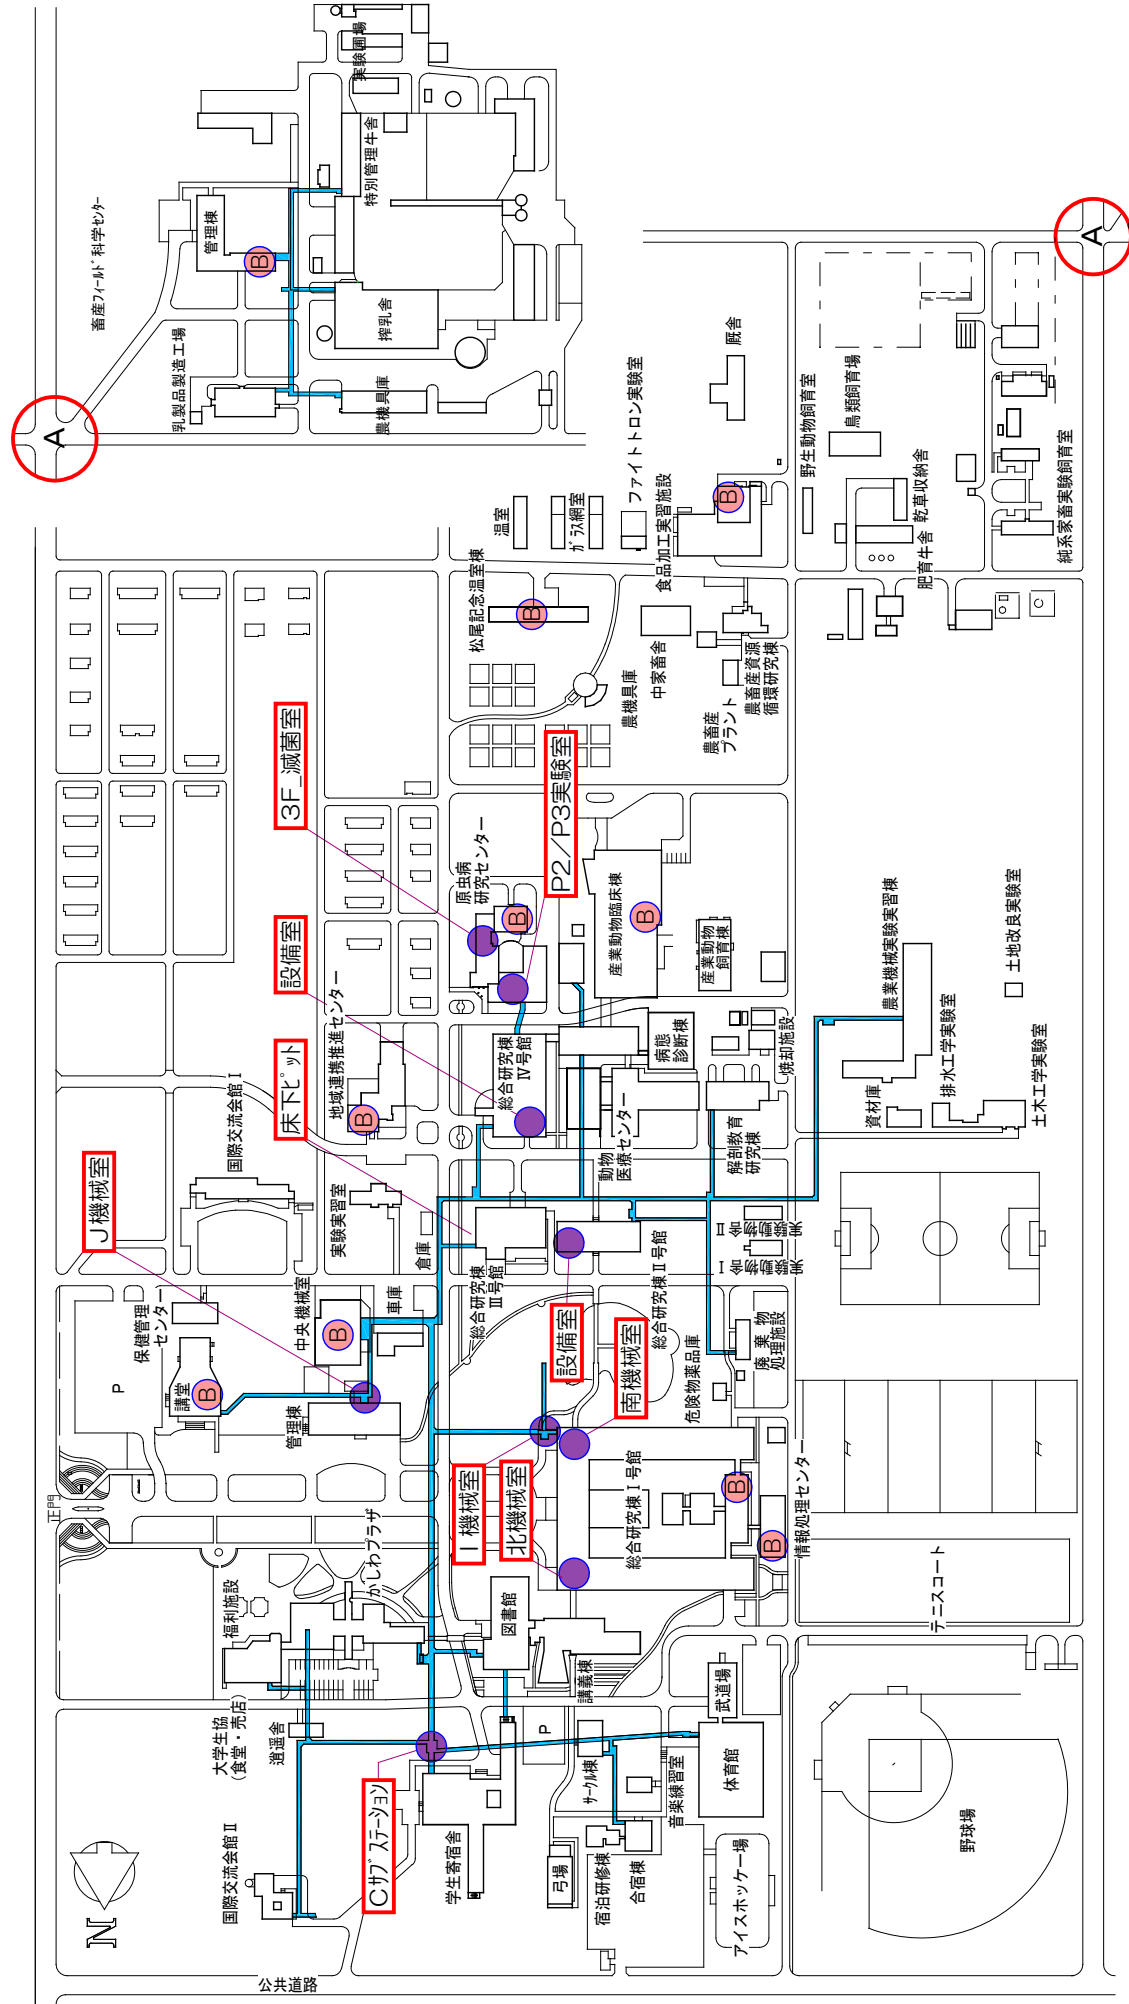 実験圃場
特別管理牛舎
畜産フィールド科学センター
管理棟
B
搾乳舎
乳製品製造工場
農機具庫
A
A
厩舎
ファイトトロン実験室
野生動物飼育室
鳥類飼育場
温室
ガラス網室
食品加工実習施設
B
乾草収納舎
肥育牛舎
純系家畜実験飼育室
松尾記念温室棟
B
農機具庫
中家畜舎
農畜産
プラント
農畜産資源
循環研究棟
3F_滅菌室
P2/P3実験室
原虫病
研究センター
B
設備室
産業動物臨床棟
B
産業動物
飼育棟
農業機械実験実習棟
土地改良実験室
床下ピット
地域連携推進センター
B
総合研究棟
Ⅳ号館
病態
診断棟
焼却施設
排水工学実験室
資材庫
土木工学実験室
国際交流会館Ⅰ
動物
医療センター
解剖教育
研究棟
J機械室
実験実習室
倉庫
総合研究棟
Ⅲ号館
総合研究棟Ⅱ号館
実験動物舎Ⅱ
実験動物舎Ⅰ
保健管理
センター
中央機械室
B
車庫
設備室
南機械室
危険物薬品庫
廃棄物
処理施設
P
講堂
B
管理棟
正門
I機械室
北機械室
総合研究棟Ⅰ号館
B
B
情報処理センター
かしわプラザ
福利施設
図書館
講義棟
テニスコート
大学生協
(食堂・売店)
逍遥舎
P
武道場
Cサブステーション
サークル棟
音楽練習室
体育館
野球場
国際交流会館Ⅱ
学生寄宿舎
弓場
宿泊研修棟
合宿棟
アイスホッケー場
N
公共道路